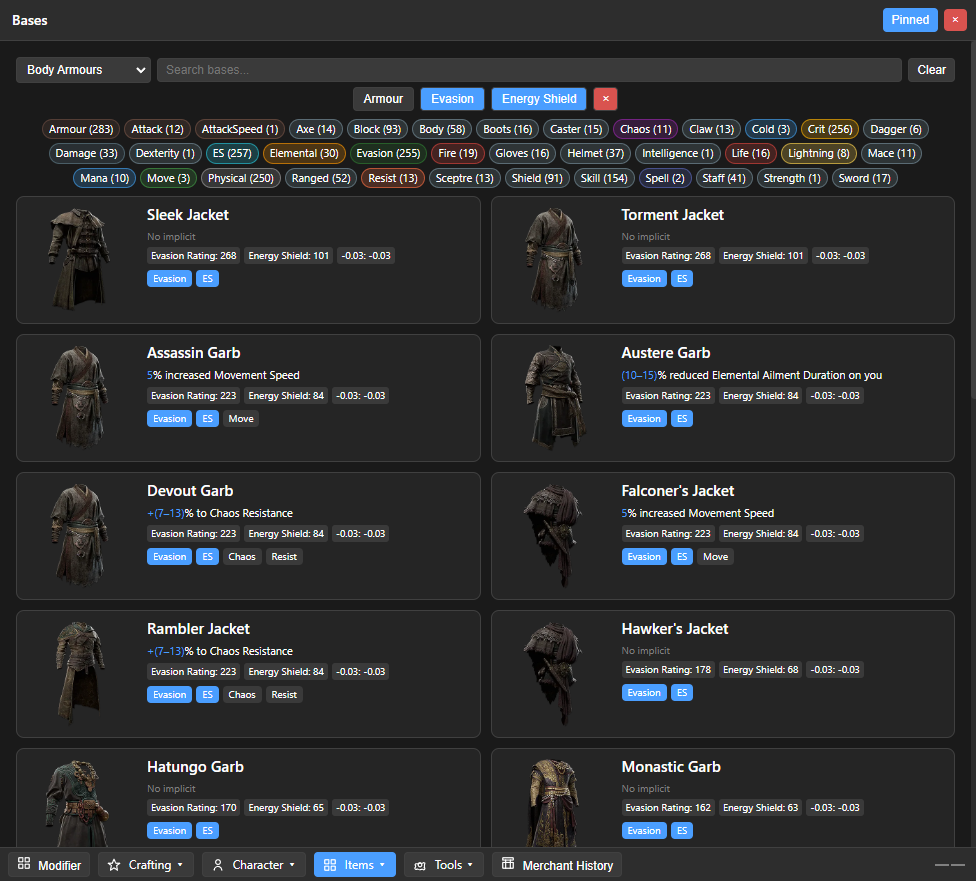 Bases
Pinned
×
Body Armours
Search bases...
Clear
Armour
Evasion
Energy Shield
×
Armour (283)
Attack (12)
AttackSpeed (1)
Axe (14)
Block (93)
Body (58)
Boots (16)
Caster (15)
Chaos (11)
Claw (13)
Cold (3)
Crit (256)
Dagger (6)
Damage (33)
Dexterity (1)
ES (257)
Elemental (30)
Evasion (255)
Fire (19)
Gloves (16)
Helmet (37)
Intelligence (1)
Life (16)
Lightning (8)
Mace (11)
Mana (10)
Move (3)
Physical (250)
Ranged (52)
Resist (13)
Sceptre (13)
Shield (91)
Skill (154)
Spell (2)
Staff (41)
Strength (1)
Sword (17)
Sleek Jacket
No implicit
Evasion Rating: 268
Energy Shield: 101
-0.03: -0.03
Evasion
ES
Torment Jacket
No implicit
Evasion Rating: 268
Energy Shield: 101
-0.03: -0.03
Evasion
ES
Assassin Garb
5% increased Movement Speed
Evasion Rating: 223
Energy Shield: 84
-0.03: -0.03
Evasion
ES
Move
Austere Garb
(10–15)% reduced Elemental Ailment Duration on you
Evasion Rating: 223
Energy Shield: 84
-0.03: -0.03
Evasion
ES
Devout Garb
+(7–13)% to Chaos Resistance
Evasion Rating: 223
Energy Shield: 84
-0.03: -0.03
Evasion
ES
Chaos
Resist
Falconer's Jacket
5% increased Movement Speed
Evasion Rating: 223
Energy Shield: 84
-0.03: -0.03
Evasion
ES
Move
Rambler Jacket
+(7–13)% to Chaos Resistance
Evasion Rating: 223
Energy Shield: 84
-0.03: -0.03
Evasion
ES
Chaos
Resist
Hawker's Jacket
No implicit
Evasion Rating: 178
Energy Shield: 68
-0.03: -0.03
Evasion
ES
Hatungo Garb
No implicit
Evasion Rating: 170
Energy Shield: 65
-0.03: -0.03
Evasion
ES
Monastic Garb
No implicit
Evasion Rating: 162
Energy Shield: 63
-0.03: -0.03
Evasion
ES
Modifier
Crafting
Character
Items
Tools
Merchant History